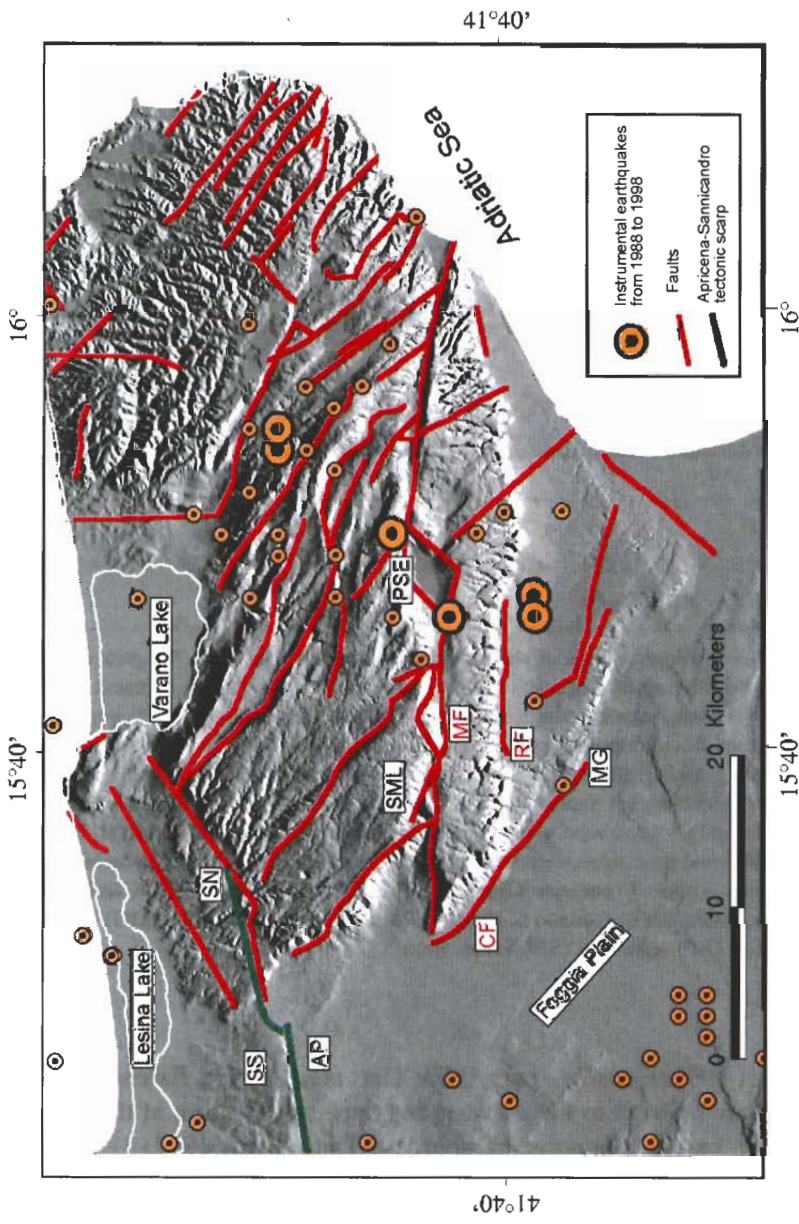 41°40'
16°
15°40'
Adriatic Sea
Instrumental earthquakes
from 1988 to 1998
Faults
Apricena-Sannicandro
tectonic scarp
Varano Lake
Lesina Lake
PSE
MF
SML
RF
MG
SN
CF
SS
AP
Foggia Plain
0 10 20 Kilometers
16°
15°40'
41°40'